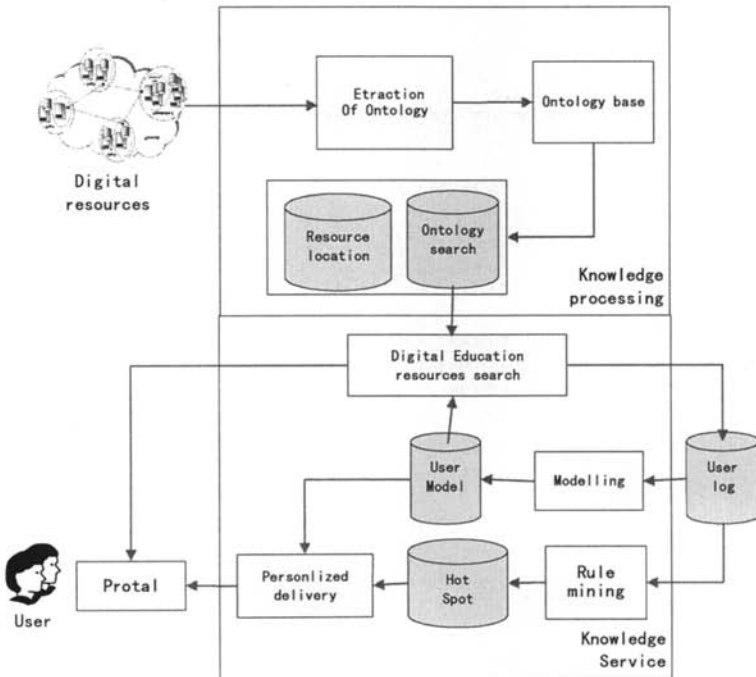 Etraction
Of Ontology
Ontology base
Digital
resources
Resource
location
Ontology
search
Knowledge
processing
Digital Education
resources search
User
Model
Modelling
User
log
Protal
Personlized
delivery
Hot
Spot
Rule
mining
User
Knowledge
Service